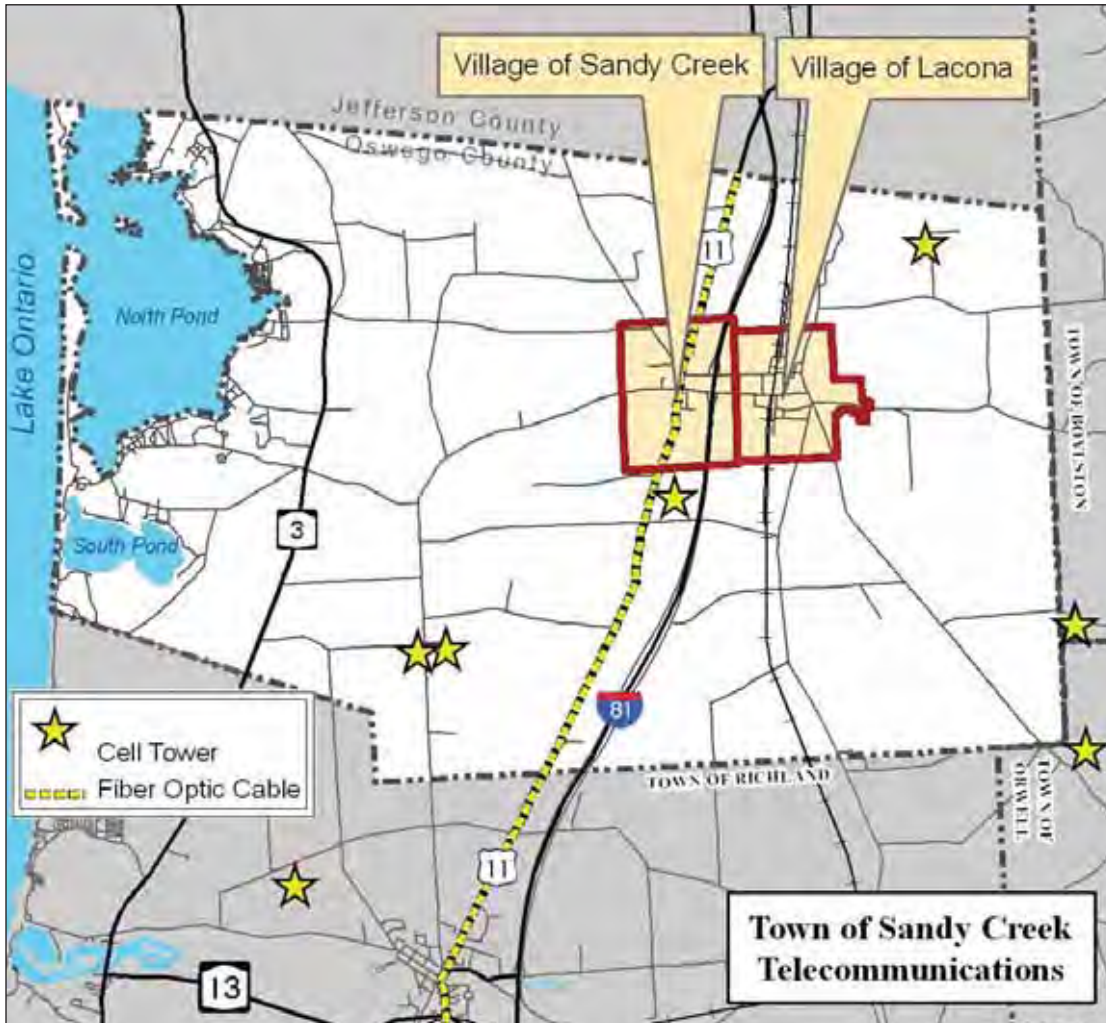 Village of Sandy Creek
Village of Lacona
Jefferson County
Oswego County
11
Lake Ontario
North Pond
TOWN OF BOYLSTON
3
South Pond
81
Cell Tower
Fiber Optic Cable
TOWN OF RICHLAND
TOWN OF
ORWELL
11
13
Town of Sandy Creek
Telecommunications